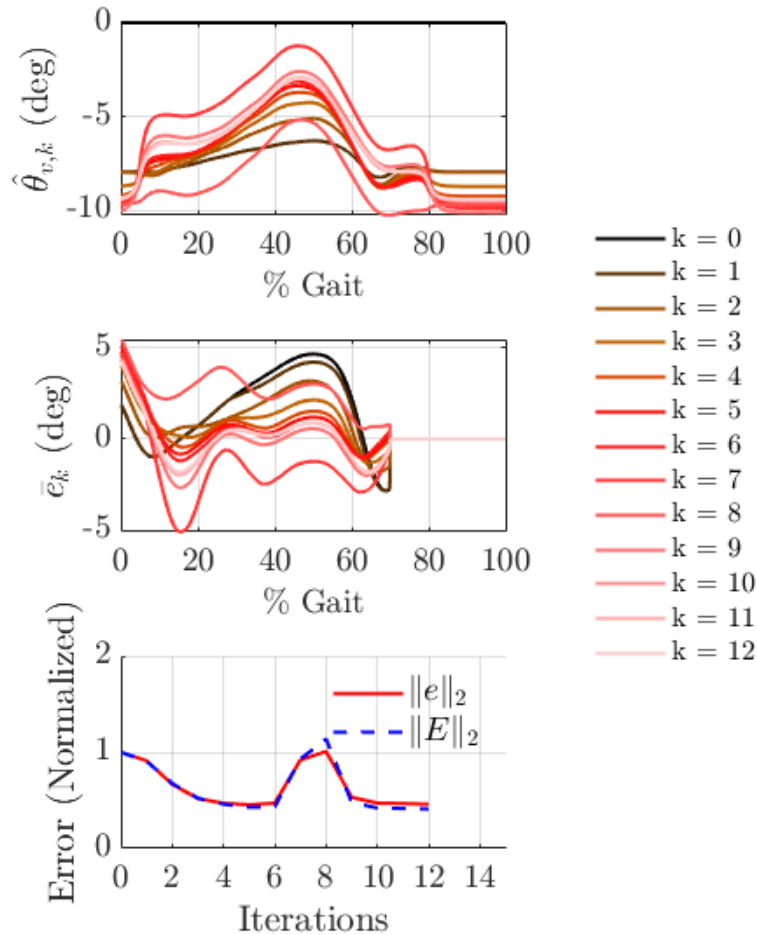 0
-5
-10
θ̂v,k (deg)
0 20 40 60 80 100
% Gait
5
0
-5
ēk (deg)
0 20 40 60 80 100
% Gait
k = 0
k = 1
k = 2
k = 3
k = 4
k = 5
k = 6
k = 7
k = 8
k = 9
k = 10
k = 11
k = 12
2
1
0
Error (Normalized)
‖e‖₂
‖E‖₂
0 2 4 6 8 10 12 14
Iterations